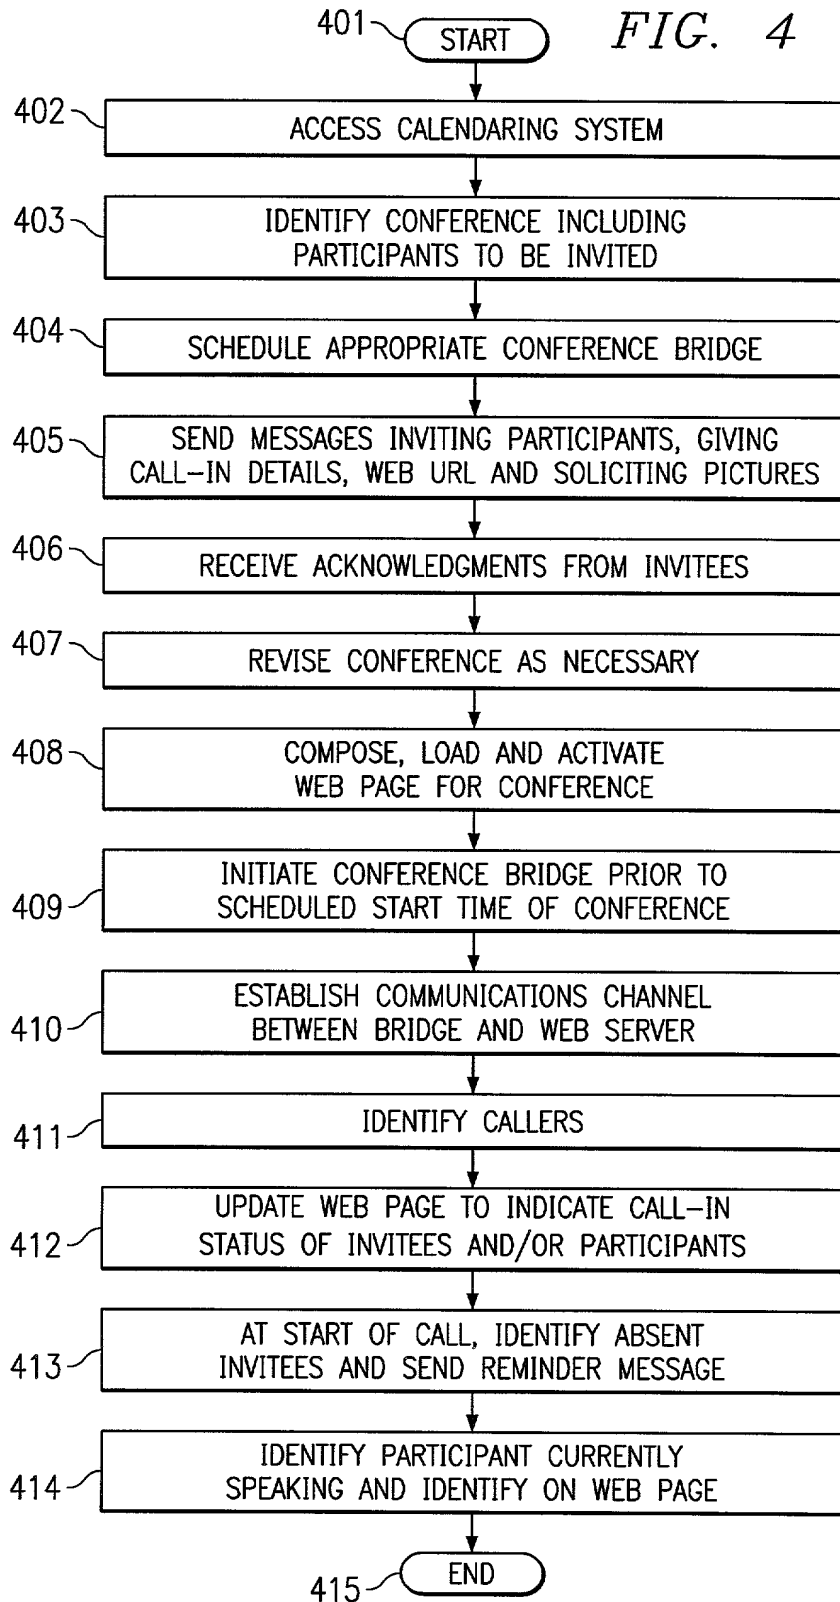 FIG. 4
401
START
402
ACCESS CALENDARING SYSTEM
403
IDENTIFY CONFERENCE INCLUDING
PARTICIPANTS TO BE INVITED
404
SCHEDULE APPROPRIATE CONFERENCE BRIDGE
405
SEND MESSAGES INVITING PARTICIPANTS, GIVING
CALL-IN DETAILS, WEB URL AND SOLICITING PICTURES
406
RECEIVE ACKNOWLEDGMENTS FROM INVITEES
407
REVISE CONFERENCE AS NECESSARY
408
COMPOSE, LOAD AND ACTIVATE
WEB PAGE FOR CONFERENCE
409
INITIATE CONFERENCE BRIDGE PRIOR TO
SCHEDULED START TIME OF CONFERENCE
410
ESTABLISH COMMUNICATIONS CHANNEL
BETWEEN BRIDGE AND WEB SERVER
411
IDENTIFY CALLERS
412
UPDATE WEB PAGE TO INDICATE CALL-IN
STATUS OF INVITEES AND/OR PARTICIPANTS
413
AT START OF CALL, IDENTIFY ABSENT
INVITEES AND SEND REMINDER MESSAGE
414
IDENTIFY PARTICIPANT CURRENTLY
SPEAKING AND IDENTIFY ON WEB PAGE
415
END